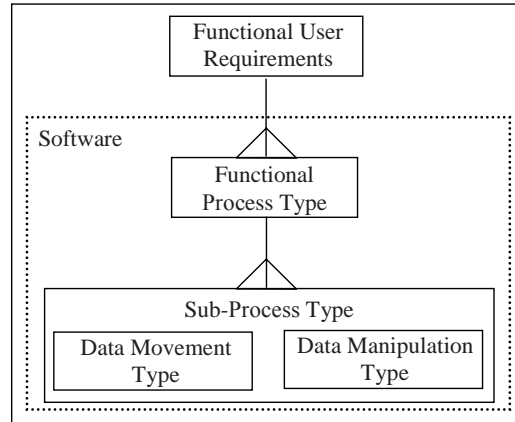 Functional User
Requirements
Software
Functional
Process Type
Sub-Process Type
Data Movement
Type
Data Manipulation
Type